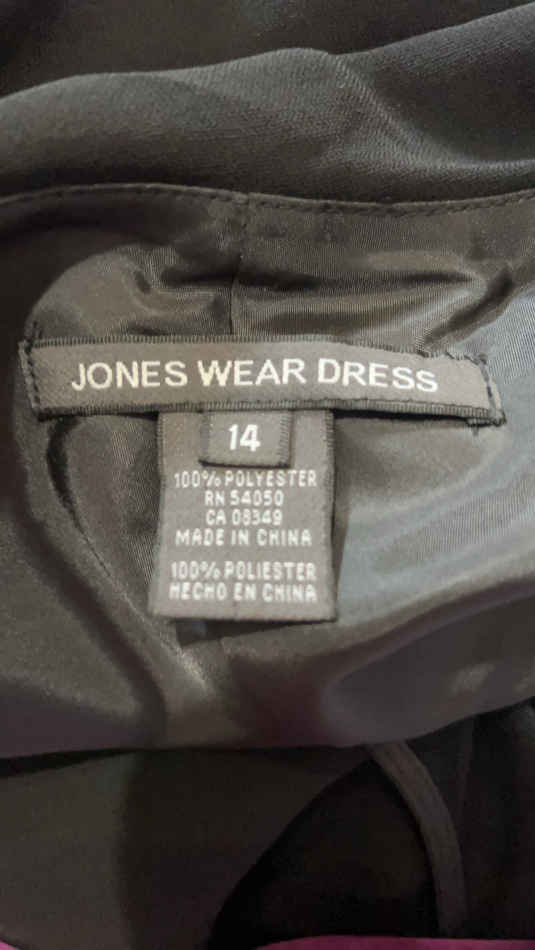 JONES WEAR DRESS
14
100% POLYESTER
RN 54050
CA 08349
MADE IN CHINA
100% POLIESTER
HECHO EN CHINA